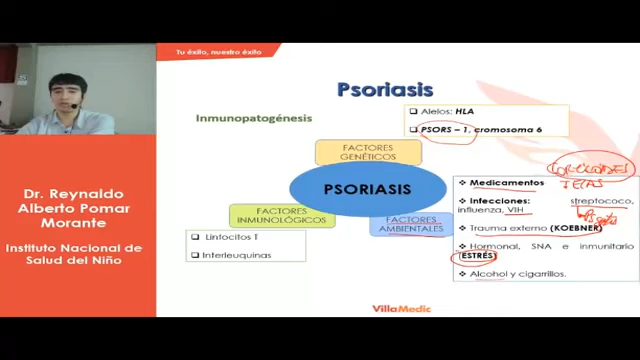 Tu éxito, nuestro éxito
Psoriasis
Inmunopatogénesis
Alelos: HLA
PSORS – 1, cromosoma 6
FACTORES
GENÉTICOS
PSORIASIS
FACTORES
INMUNOLÓGICOS
FACTORES
AMBIENTALES
Lintocitos T
Interleuquinas
Medicamentos
IECAS
Infecciones: streptococo,
influenza, VIH
Trauma externo (KOEBNER)
Hormonal, SNA e inmunitario
(ESTRÉS)
Alcohol y cigarrillos.
Dr. Reynaldo
Alberto Pomar
Morante
Instituto Nacional de
Salud del Niño
VillaMedic